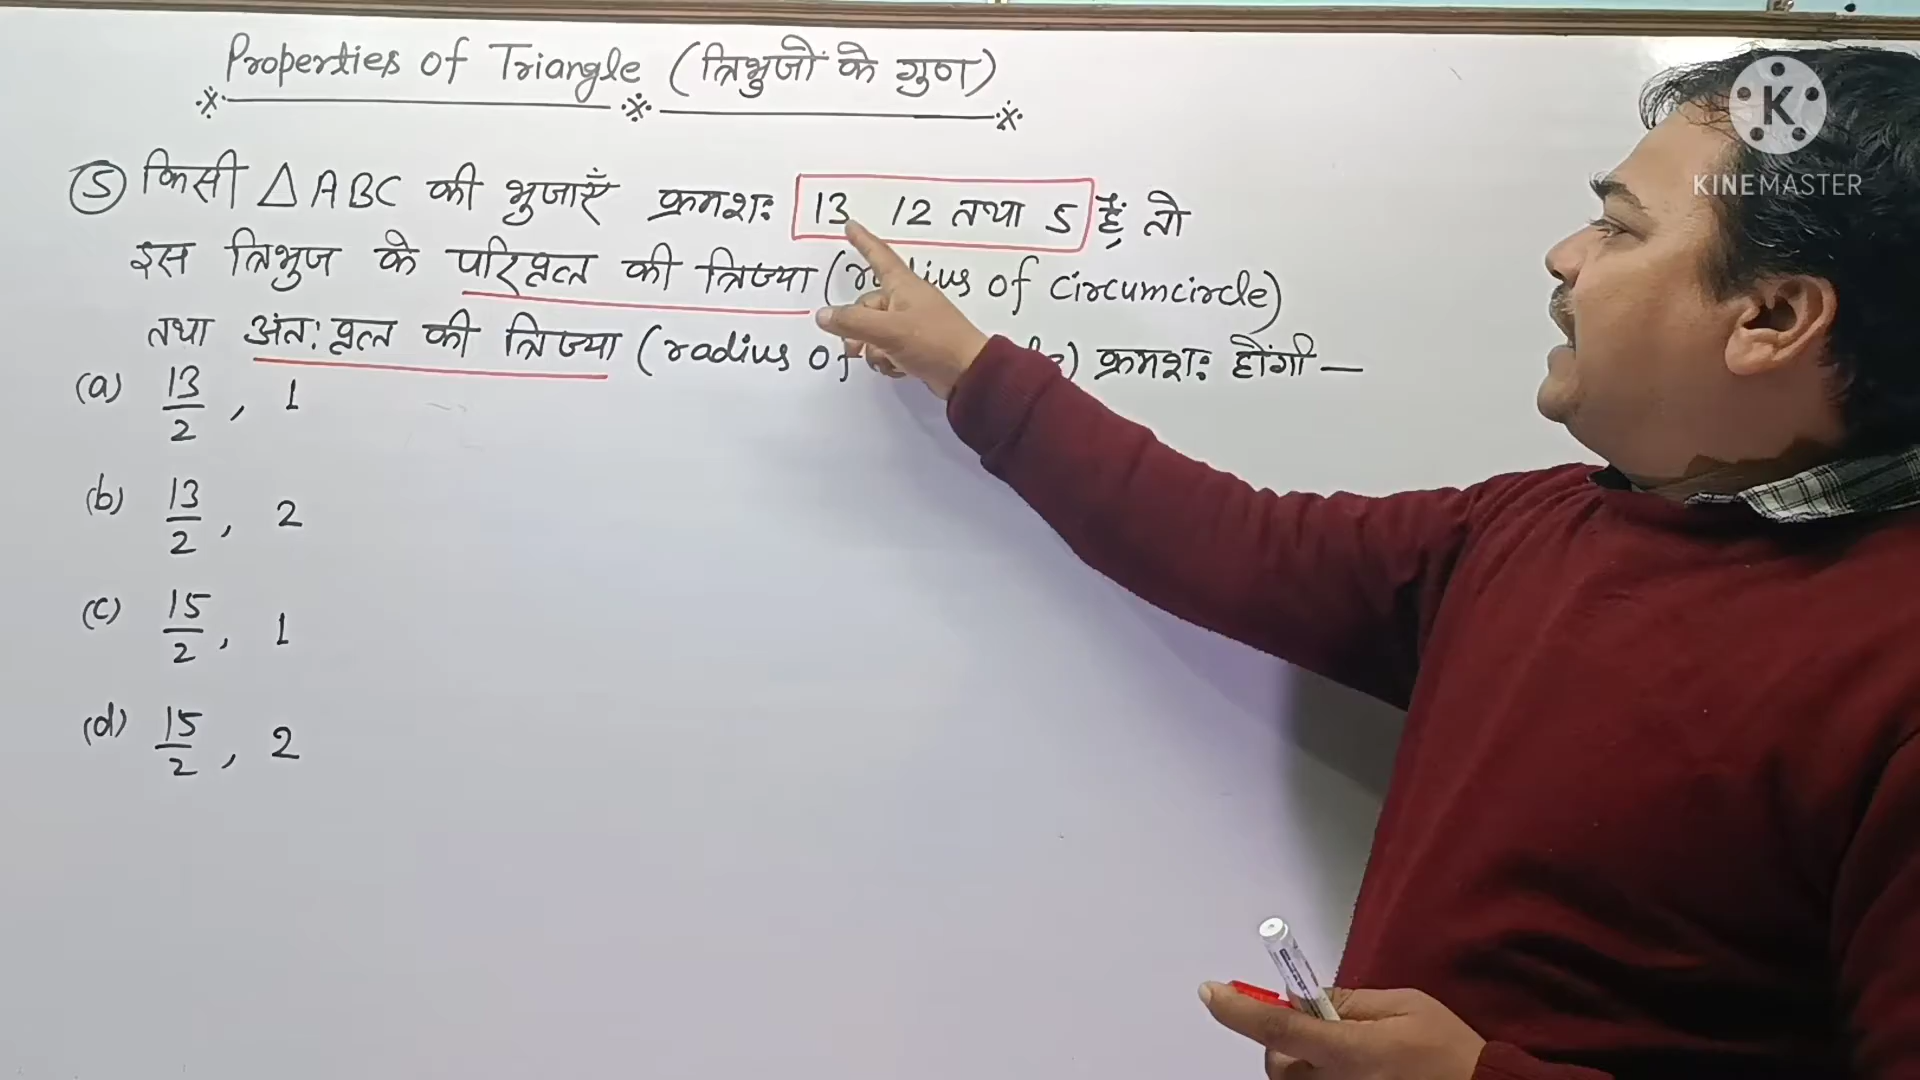 Properties of Triangle (त्रिभुजों के गुण)
K
KINEMASTER
(5) किसी △ABC की भुजाएँ क्रमशः 13 12 तथा 5 हैं, तो
इस त्रिभुज के परिवृत्त की त्रिज्या (radius of circumcircle)
तथा अंतःवृत्त की त्रिज्या (radius of क्रमशः होंगी —
(a) 13/2, 1
(b) 13/2, 2
(c) 15/2, 1
(d) 15/2, 2